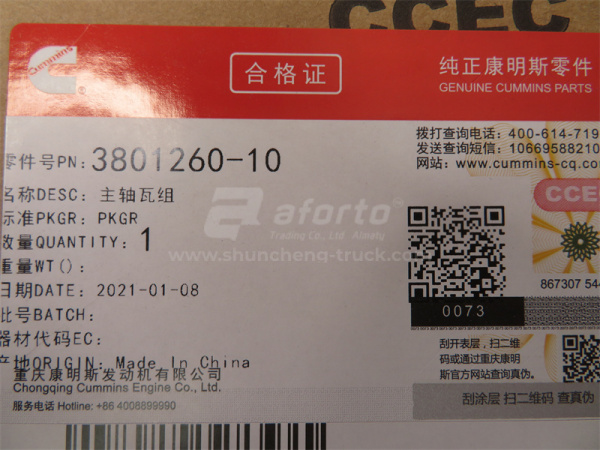 CCEC
Cummins
合格证
纯正康明斯零件
GENUINE CUMMINS PARTS
拨打查询电话: 400-614-719
发送查询短信: 10669588210
网站: www.cummins-cq.com
零件号PN: 3801260-10
名称DESC: 主轴瓦组
标准PKGR: PKGR
数量QUANTITY: 1
重量WT():
日期DATE: 2021-01-08
批号BATCH:
器材代码EC:
产地ORIGIN: Made In China
重庆康明斯发动机有限公司
Chongqing Cummins Engine Co., Ltd.
服务电话 Hotline: +86 4008999990
aforto
Trading Co., Ltd Almaty
www.shuncheng-truck.co
CCEC
867307 544
0073
刮开表层, 扫二维
码或通过重庆康明
斯官方网站查询真伪。
刮涂层 扫二维码 查真伪